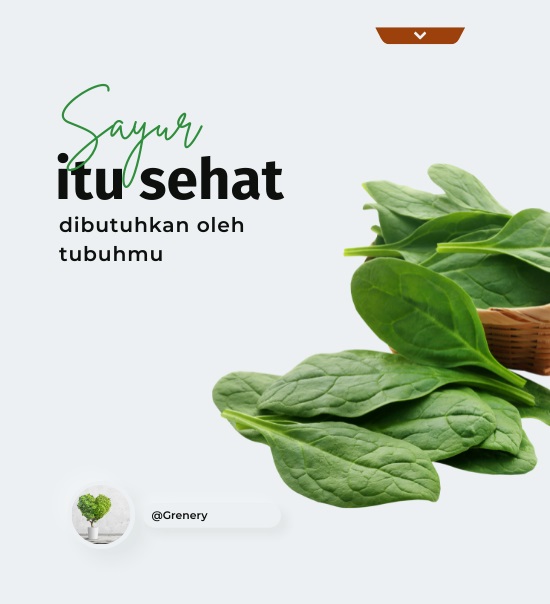 Sayur
itu sehat
dibutuhkan oleh
tubuhmu
@Grenery